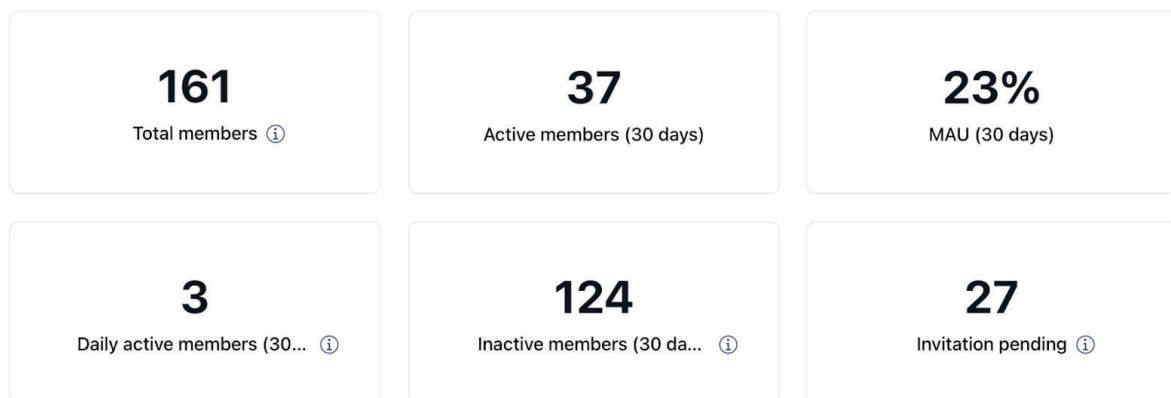 161
Total members
37
Active members (30 days)
23%
MAU (30 days)
3
Daily active members (30...
124
Inactive members (30 da...
27
Invitation pending